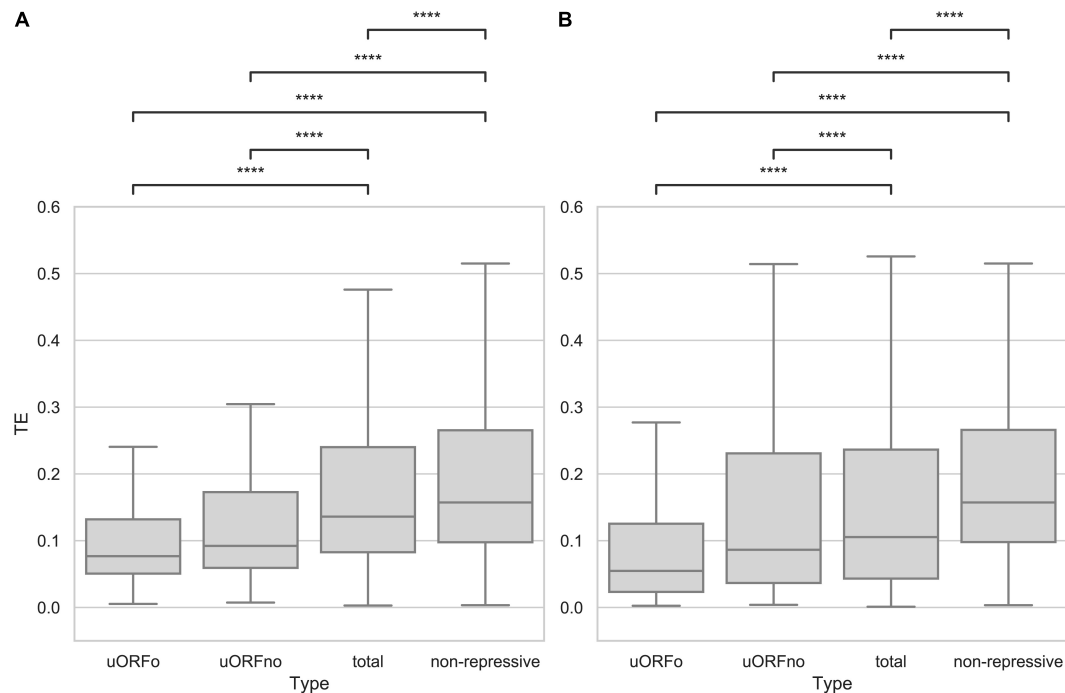 A
B
****
****
****
****
****
****
****
****
****
****
0.6
0.5
0.4
0.3
0.2
0.1
0.0
TE
uORFo
uORFno
total
non-repressive
Type
0.6
0.5
0.4
0.3
0.2
0.1
0.0
uORFo
uORFno
total
non-repressive
Type